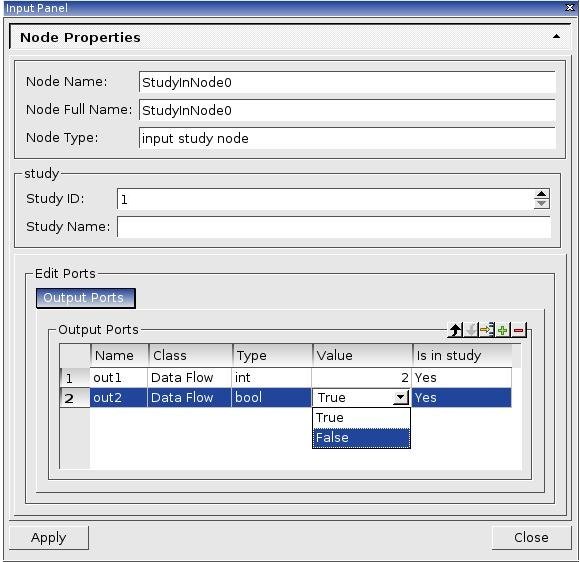 Input Panel
Node Properties
Node Name: StudyInNode0
Node Full Name: StudyInNode0
Node Type: input study node
study
Study ID: 1
Study Name:
Edit Ports
Output Ports
Output Ports
Name Class Type Value Is in study
1 out1 Data Flow int 2 Yes
2 out2 Data Flow bool True Yes
True
False
Apply Close